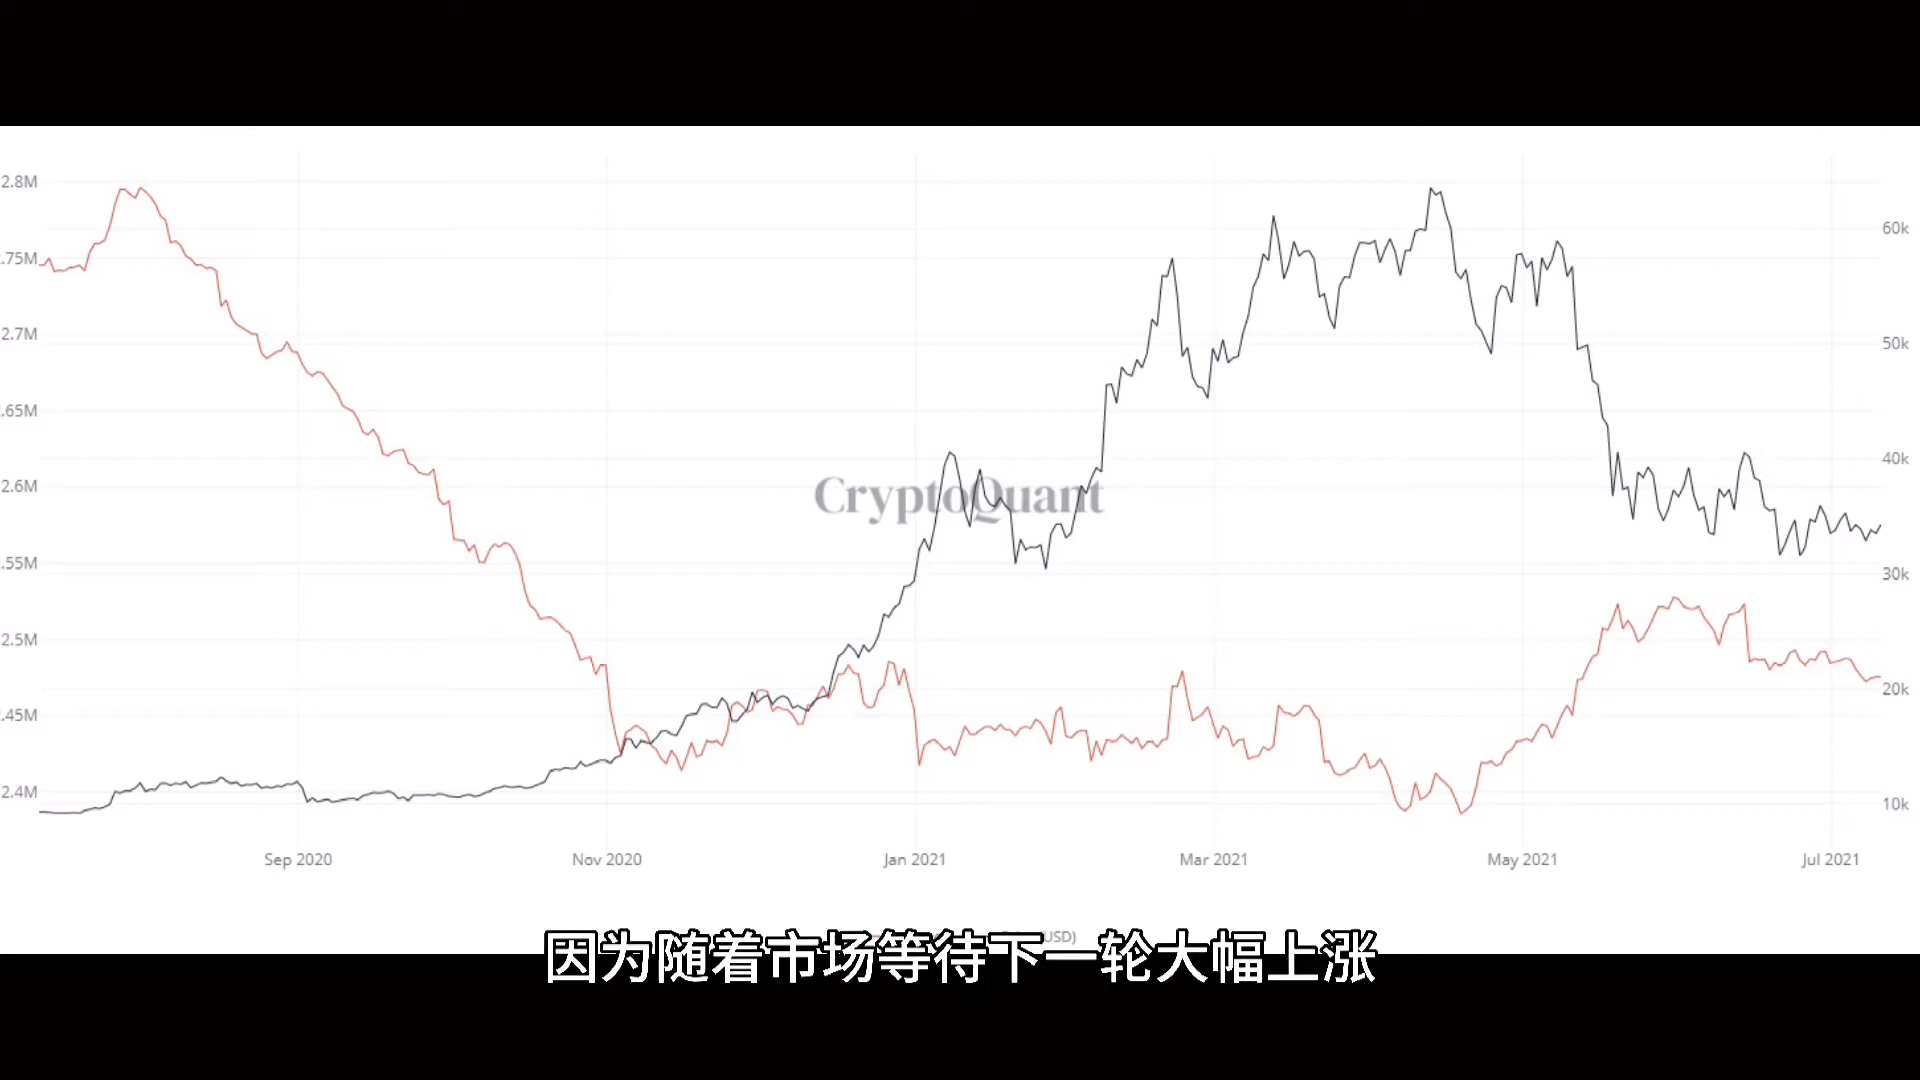 2.8M
.75M
2.7M
.65M
2.6M
.55M
2.5M
.45M
2.4M
60k
50k
40k
30k
20k
10k
CryptoQuant
Sep 2020
Nov 2020
Jan 2021
Mar 2021
May 2021
Jul 2021
USD)
因为随着市场等待下一轮大幅上涨